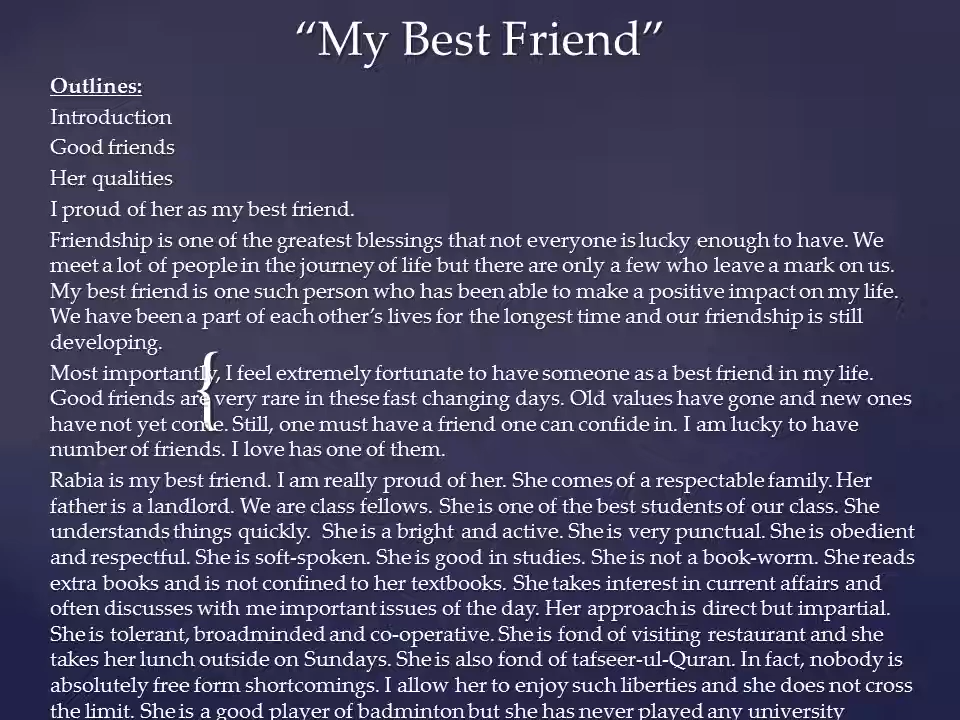 “My Best Friend”
Outlines:
Introduction
Good friends
Her qualities
I proud of her as my best friend.
Friendship is one of the greatest blessings that not everyone is lucky enough to have. We
meet a lot of people in the journey of life but there are only a few who leave a mark on us.
My best friend is one such person who has been able to make a positive impact on my life.
We have been a part of each other’s lives for the longest time and our friendship is still
developing.
Most importantly, I feel extremely fortunate to have someone as a best friend in my life.
Good friends are very rare in these fast changing days. Old values have gone and new ones
have not yet come. Still, one must have a friend one can confide in. I am lucky to have
number of friends. I love has one of them.
Rabia is my best friend. I am really proud of her. She comes of a respectable family. Her
father is a landlord. We are class fellows. She is one of the best students of our class. She
understands things quickly.  She is a bright and active. She is very punctual. She is obedient
and respectful. She is soft-spoken. She is good in studies. She is not a book-worm. She reads
extra books and is not confined to her textbooks. She takes interest in current affairs and
often discusses with me important issues of the day. Her approach is direct but impartial.
She is tolerant, broadminded and co-operative. She is fond of visiting restaurant and she
takes her lunch outside on Sundays. She is also fond of tafseer-ul-Quran. In fact, nobody is
absolutely free form shortcomings. I allow her to enjoy such liberties and she does not cross
the limit. She is a good player of badminton but she has never played any university